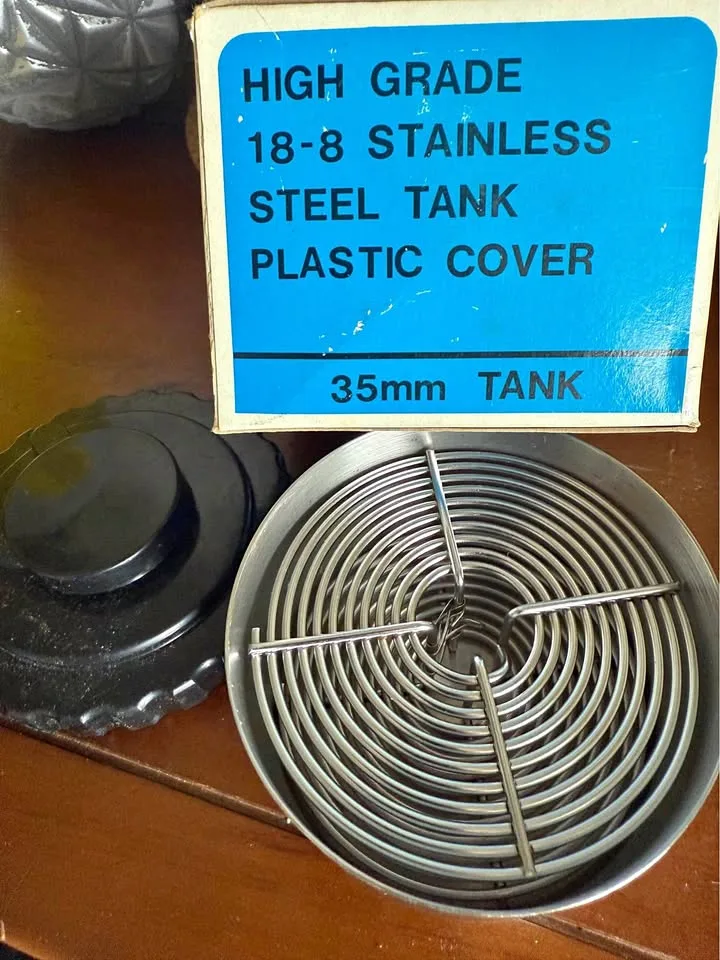 HIGH GRADE
18-8 STAINLESS
STEEL TANK
PLASTIC COVER
35mm TANK